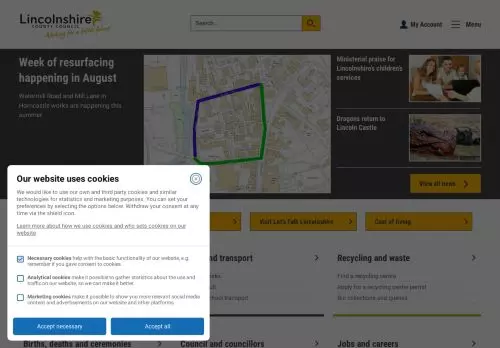 Lincolnshire
COUNTY COUNCIL
Working for a better future
Search...
My Account
Menu
Week of resurfacing
happening in August
Watermill Road and Mill Lane in
Horncastle works are happening this
summer
Ministerial praise for
Lincolnshire's children's
services
Dragons return to
Lincoln Castle
View all news
Our website uses cookies
We would like to use our own and third party cookies and similar
technologies for statistics and marketing purposes. You can set your
preferences by selecting the options below. Withdraw your consent at
any time via the shield icon.
Learn more about how we use cookies and who sets cookies on our
website
Necessary cookies help with the basic functionality of our website, e.g.
remember if you gave consent to cookies.
Analytical cookies make it possible to gather statistics about the use and
traffic on our website, so we can make it better.
Marketing cookies make it possible to show you more relevant social media
content and advertisements on our website and other platforms.
Accept necessary
Accept all
Visit Let's Talk Lincolnshire
Cost of living
and transport
Recycling and waste
Find a recycling centre
Apply for a recycling centre permit
Bin collections and queries
transport
Births, deaths and ceremonies
Council and councillors
Jobs and careers